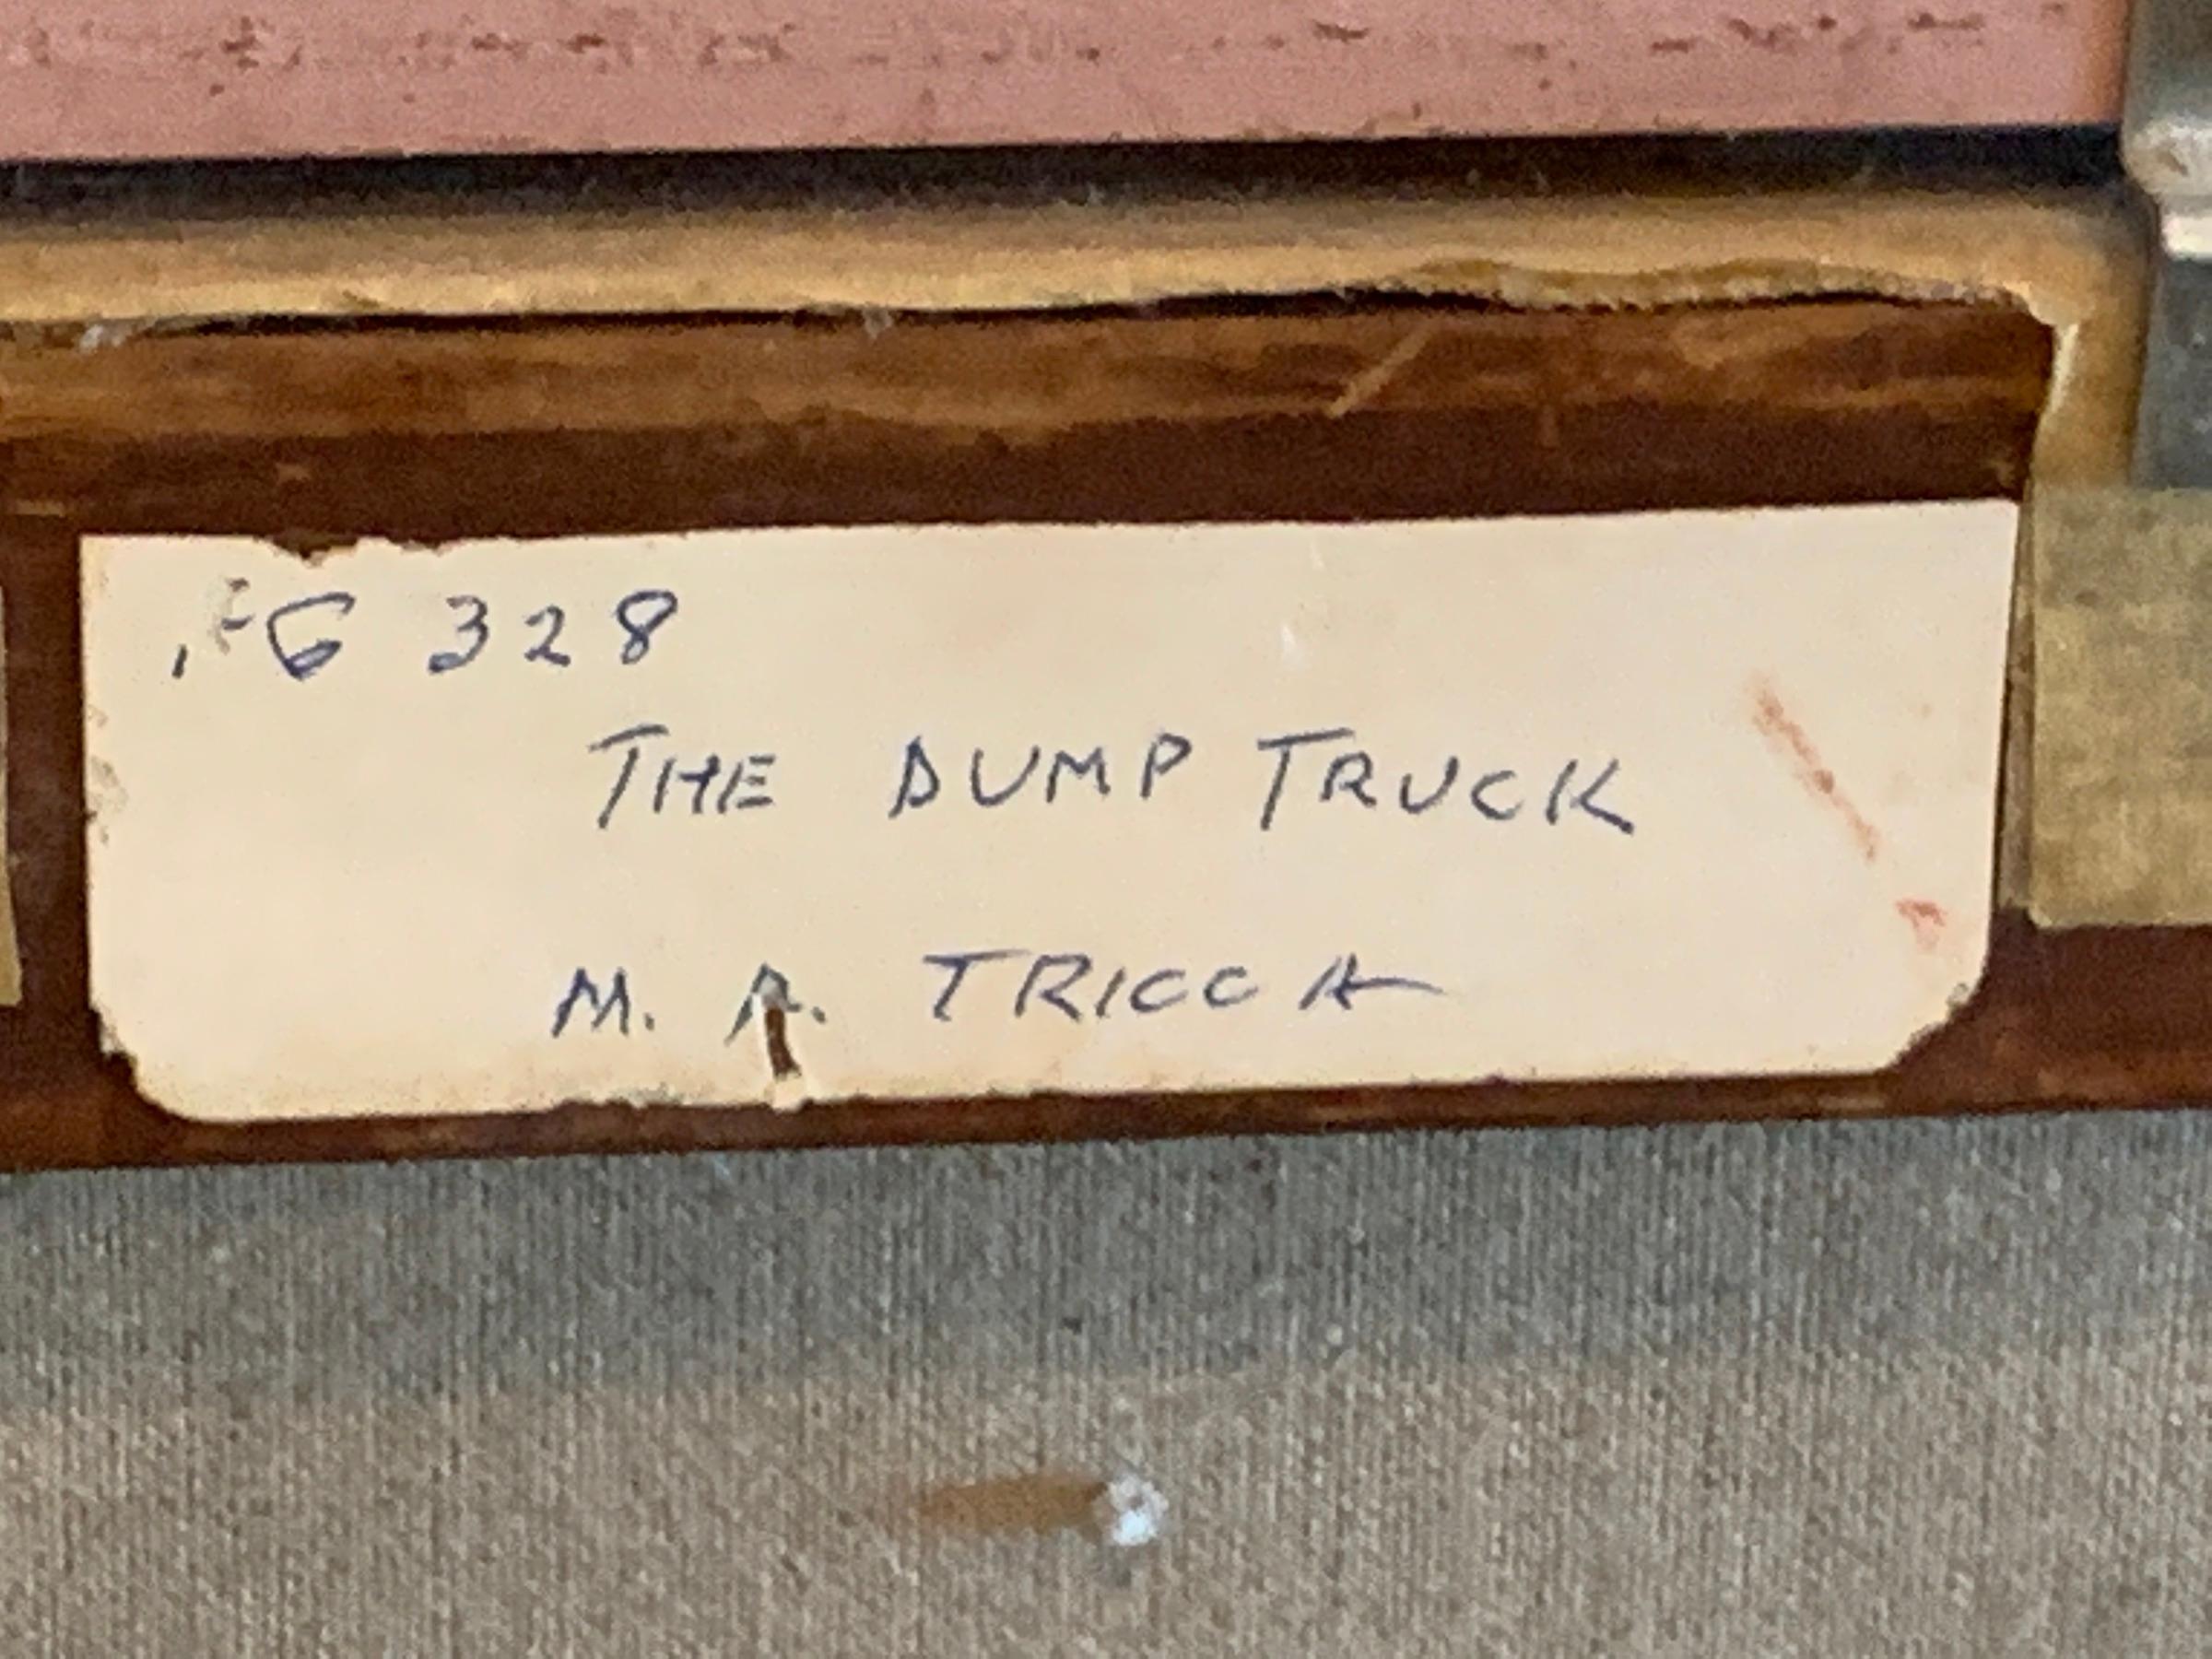 G 328
THE DUMP TRUCK
M. A. TRICCA